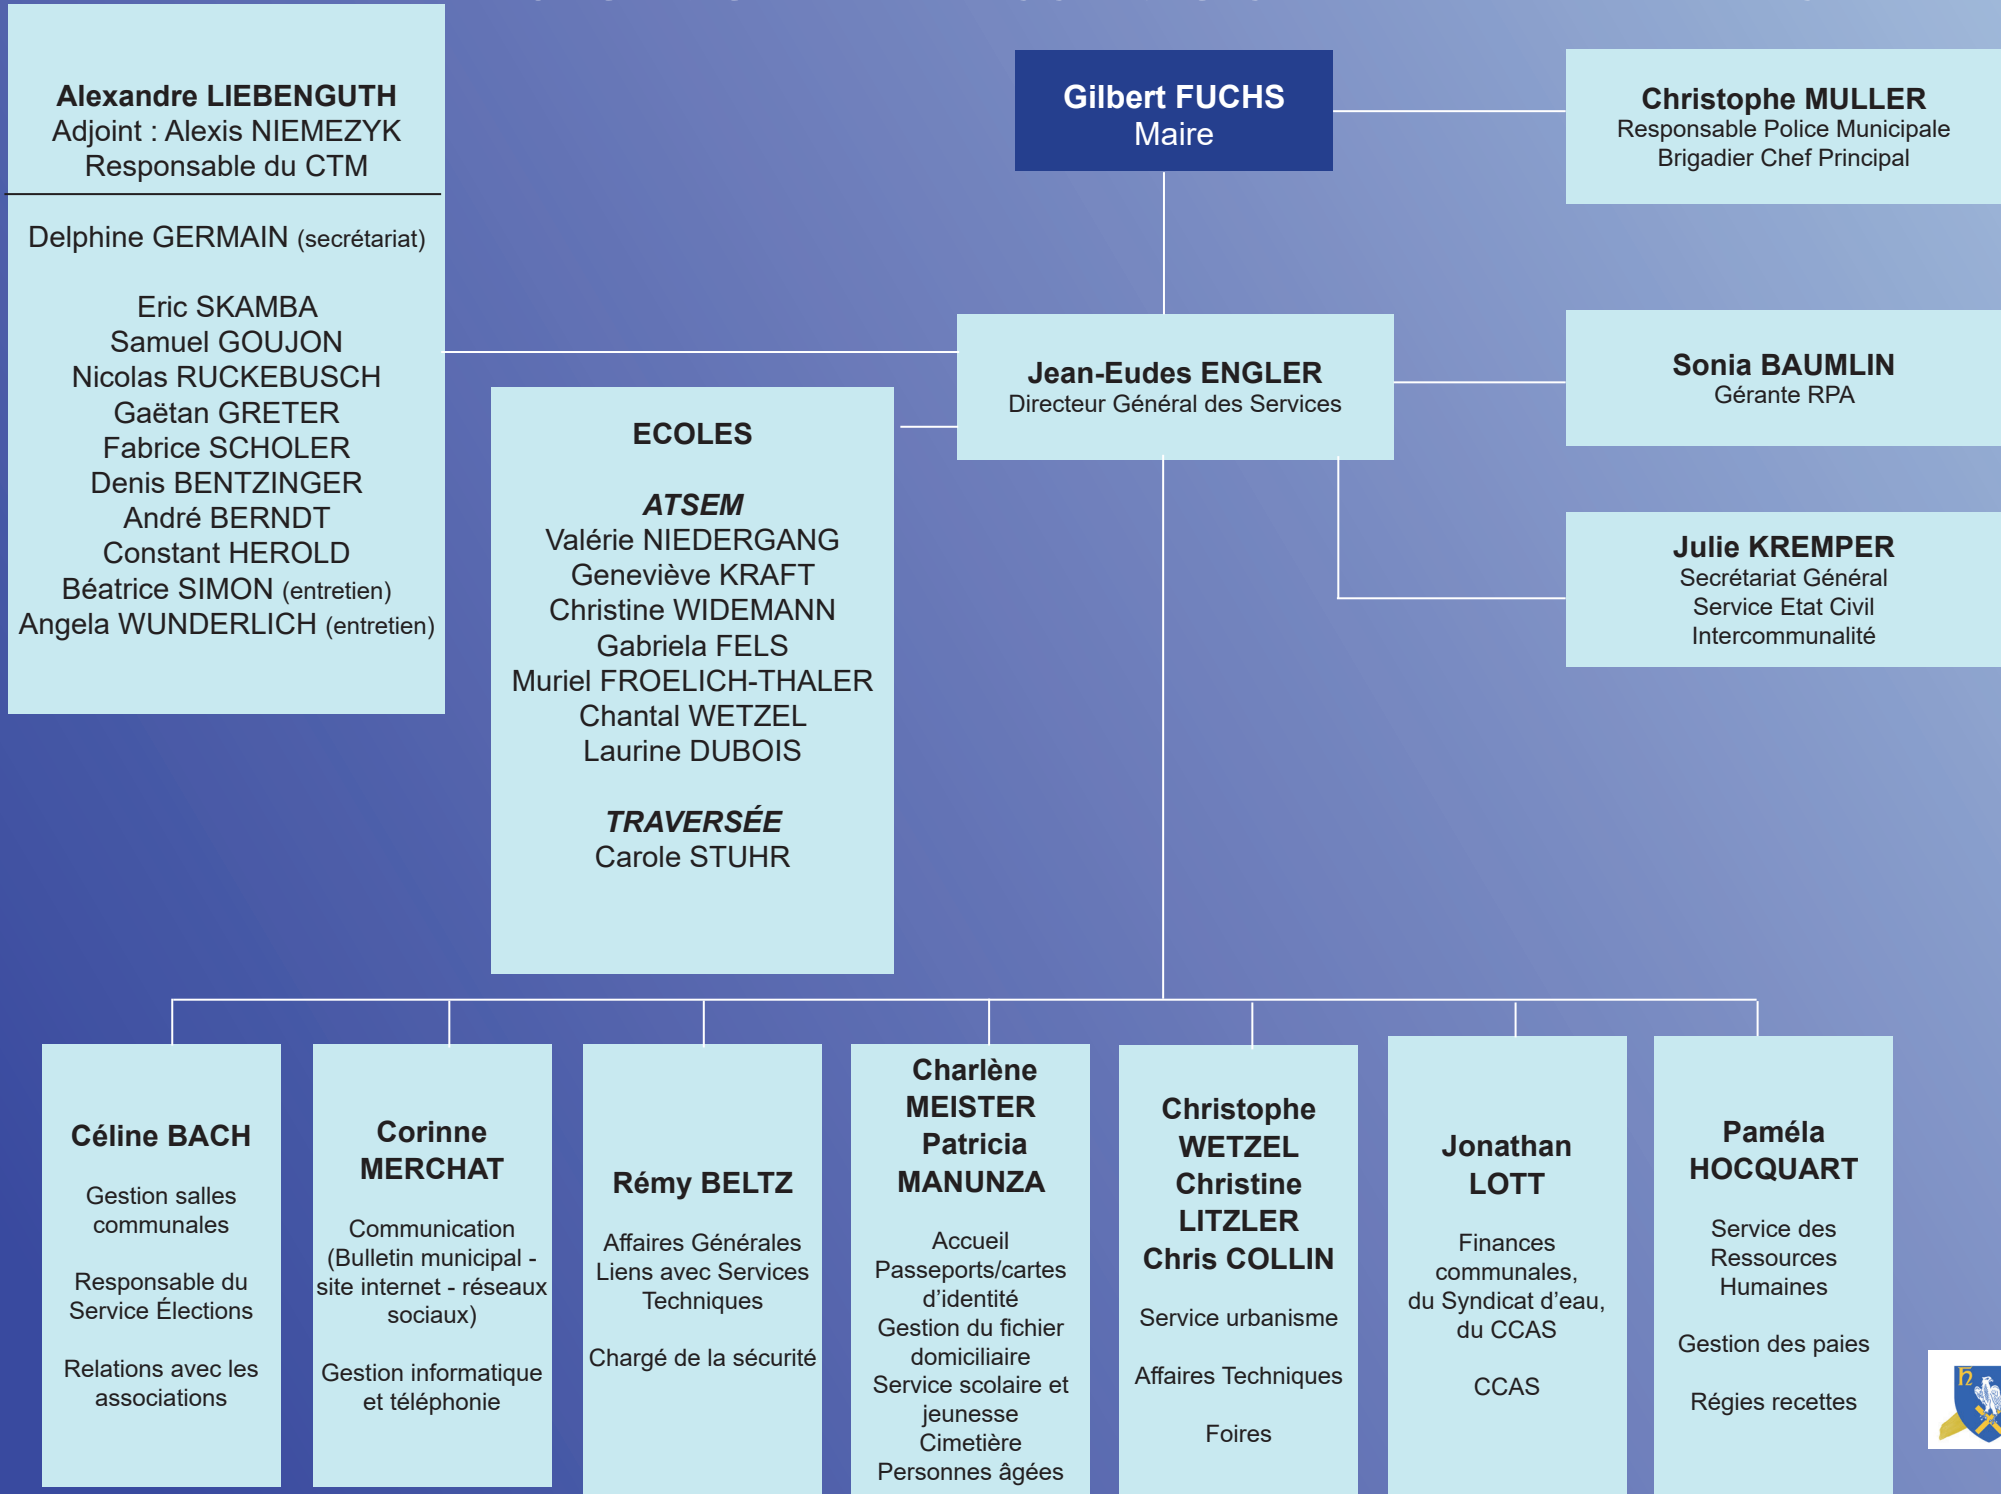 Alexandre LIEBENGUTH
Adjoint : Alexis NIEMEZYK
Responsable du CTM
Delphine GERMAIN (secrétariat)
Eric SKAMBA
Samuel GOUJON
Nicolas RUCKEBUSCH
Gaëtan GRETER
Fabrice SCHOLER
Denis BENTZINGER
André BERNDT
Constant HEROLD
Béatrice SIMON (entretien)
Angela WUNDERLICH (entretien)
Gilbert FUCHS
Maire
Christophe MULLER
Responsable Police Municipale
Brigadier Chef Principal
Jean-Eudes ENGLER
Directeur Général des Services
Sonia BAUMLIN
Gérante RPA
Julie KREMPER
Secrétariat Général
Service Etat Civil
Intercommunalité
ECOLES
ATSEM
Valérie NIEDERGANG
Geneviève KRAFT
Christine WIDEMANN
Gabriela FELS
Muriel FROELICH-THALER
Chantal WETZEL
Laurine DUBOIS
TRAVERSÉE
Carole STUHR
Céline BACH
Gestion salles
communales
Responsable du
Service Élections
Relations avec les
associations
Corinne
MERCHAT
Communication
(Bulletin municipal -
site internet - réseaux
sociaux)
Gestion informatique
et téléphonie
Rémy BELTZ
Affaires Générales
Liens avec Services
Techniques
Chargé de la sécurité
Charlène
MEISTER
Patricia
MANUNZA
Accueil
Passeports/cartes
d’identité
Gestion du fichier
domiciliaire
Service scolaire et
jeunesse
Cimetière
Personnes âgées
Christophe
WETZEL
Christine
LITZLER
Chris COLLIN
Service urbanisme
Affaires Techniques
Foires
Jonathan
LOTT
Finances
communales,
du Syndicat d’eau,
du CCAS
CCAS
Paméla
HOCQUART
Service des
Ressources
Humaines
Gestion des paies
Régies recettes